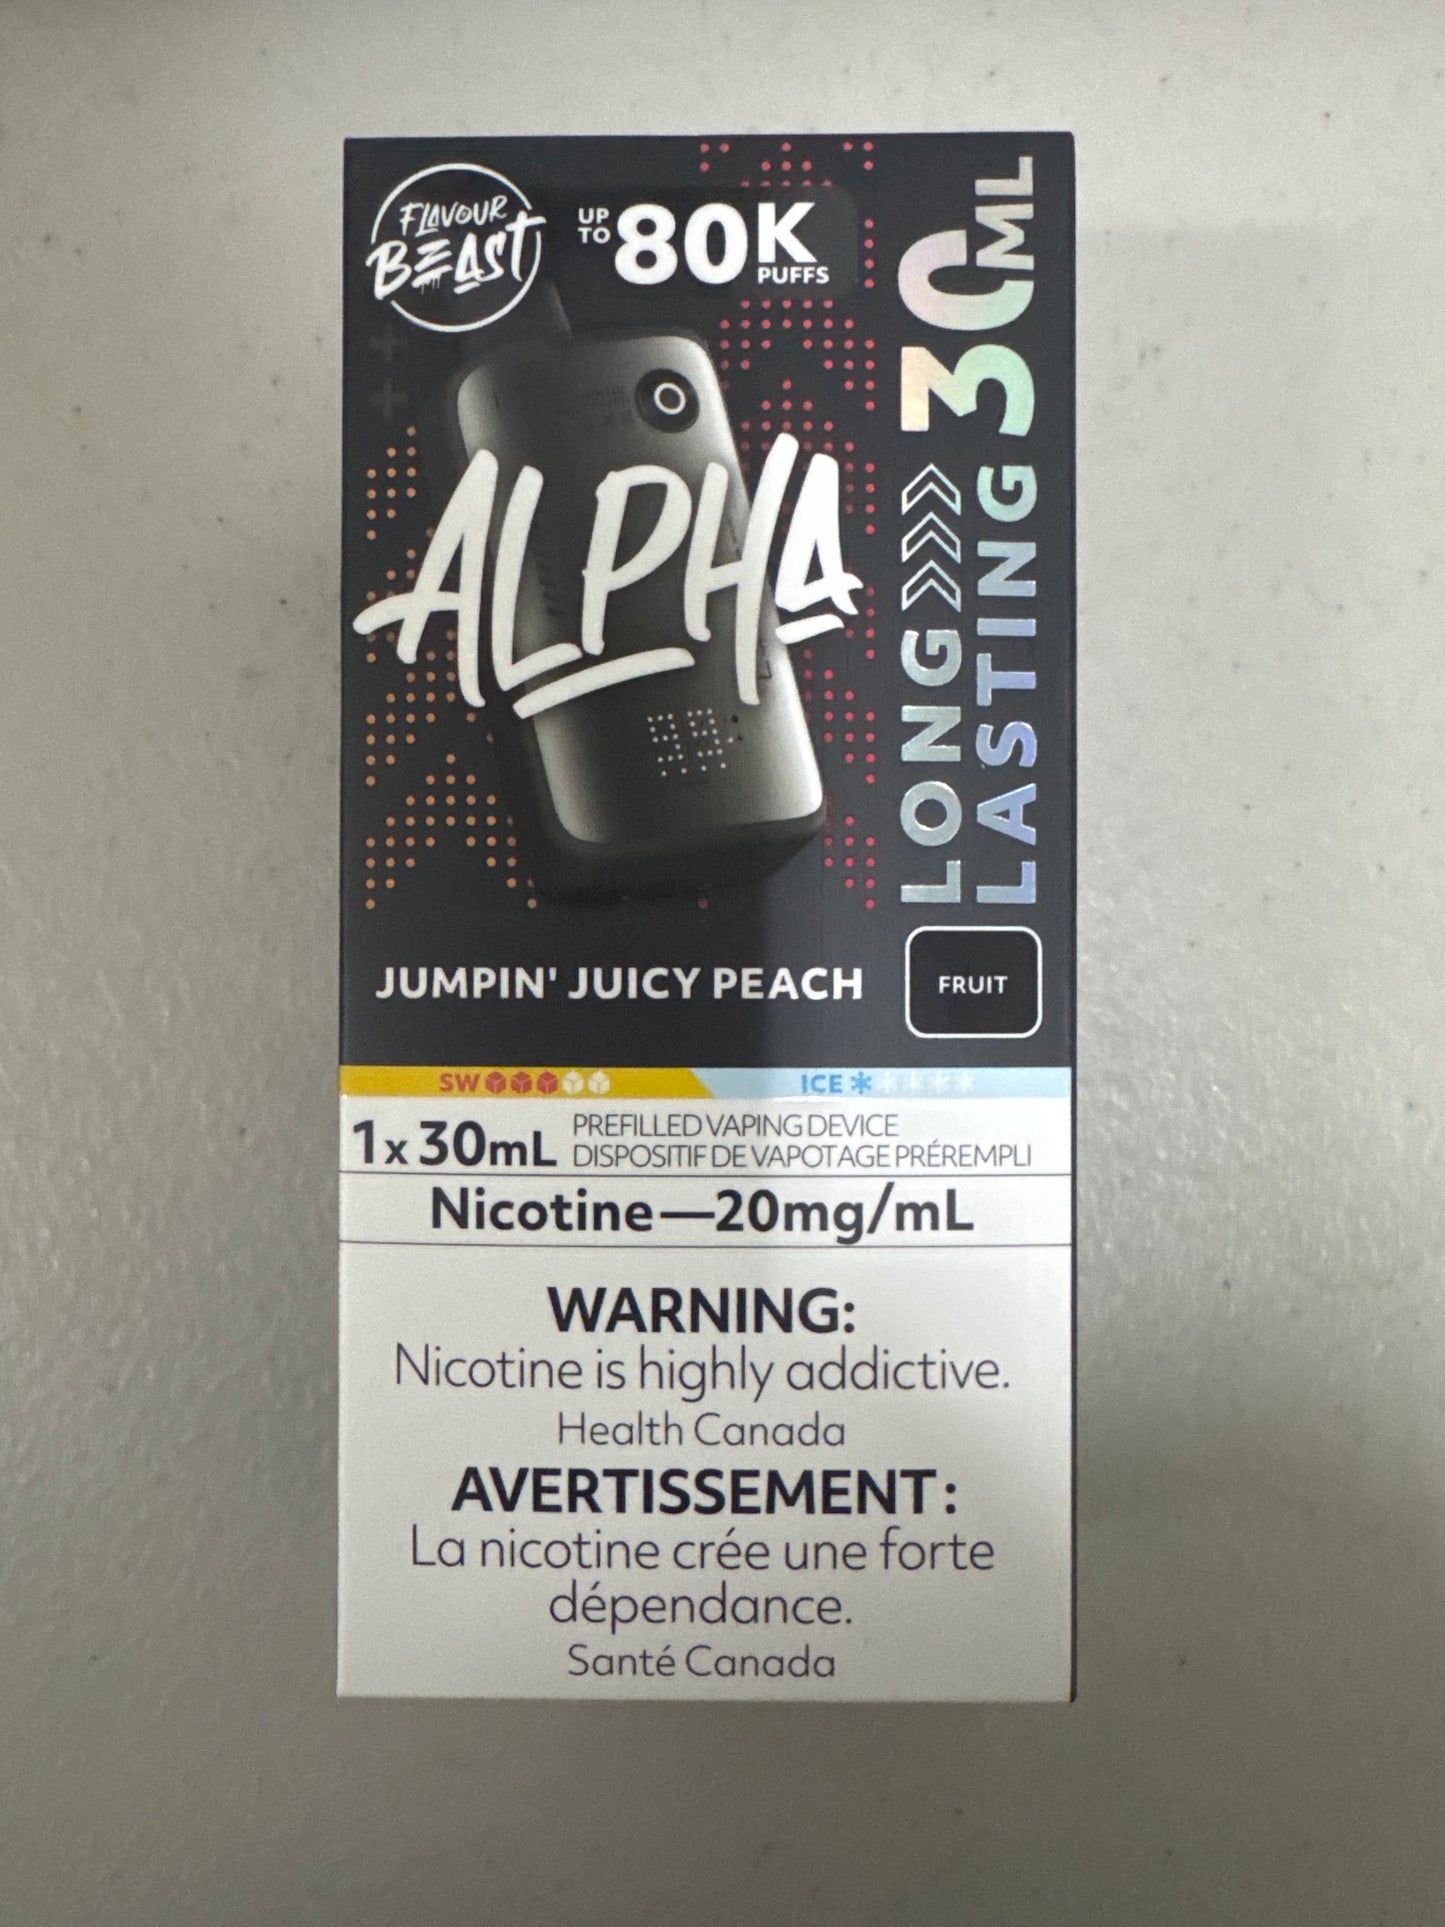 FLAVOUR
BEAST
UP
TO
80K
PUFFS
30ML
LONG
LASTING
ALPHA
98
JUMPIN' JUICY PEACH
FRUIT
SW
ICE
1x30mL
PREFILLED VAPING DEVICE
DISPOSITIF DE VAPOTAGE PRÉREMPLI
Nicotine—20mg/mL
WARNING:
Nicotine is highly addictive.
Health Canada
AVERTISSEMENT :
La nicotine crée une forte
dépendance.
Santé Canada